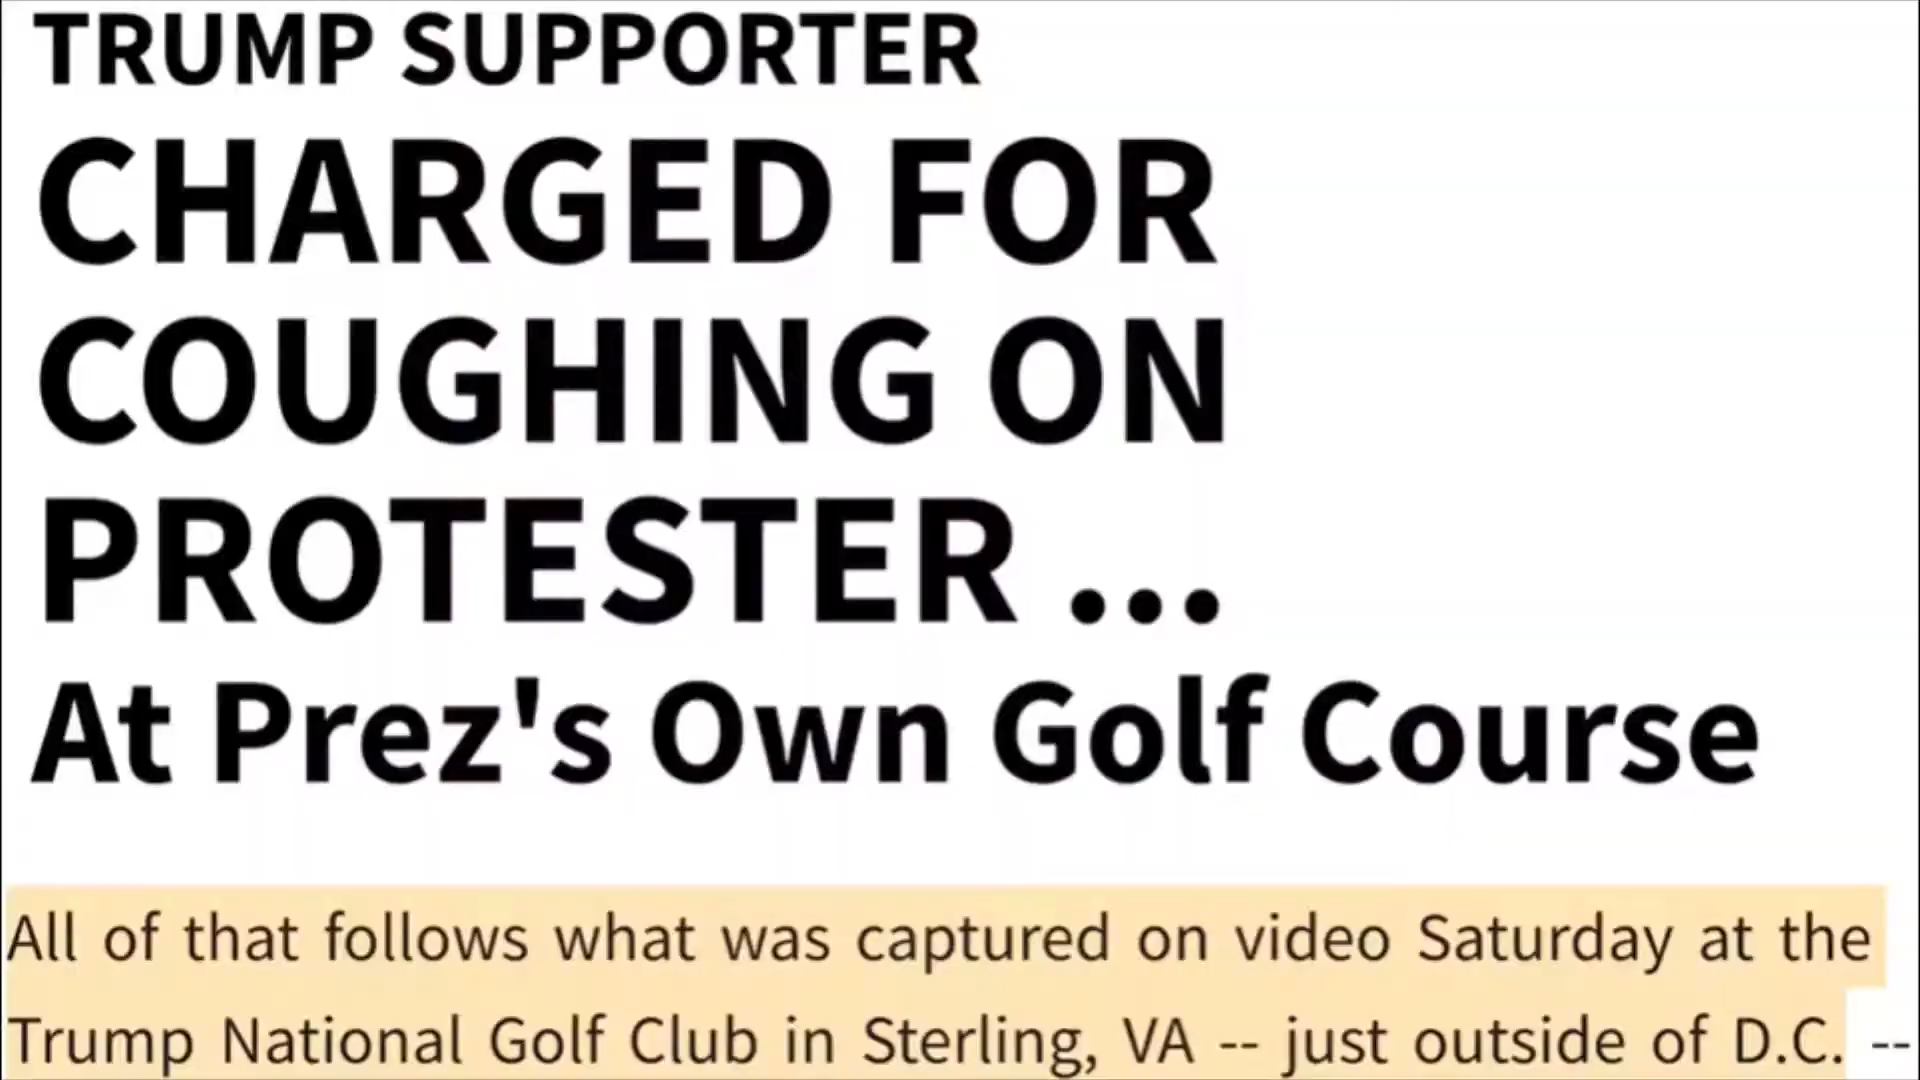 TRUMP SUPPORTER
CHARGED FOR
COUGHING ON
PROTESTER ...
At Prez's Own Golf Course
All of that follows what was captured on video Saturday at the
Trump National Golf Club in Sterling, VA -- just outside of D.C. --